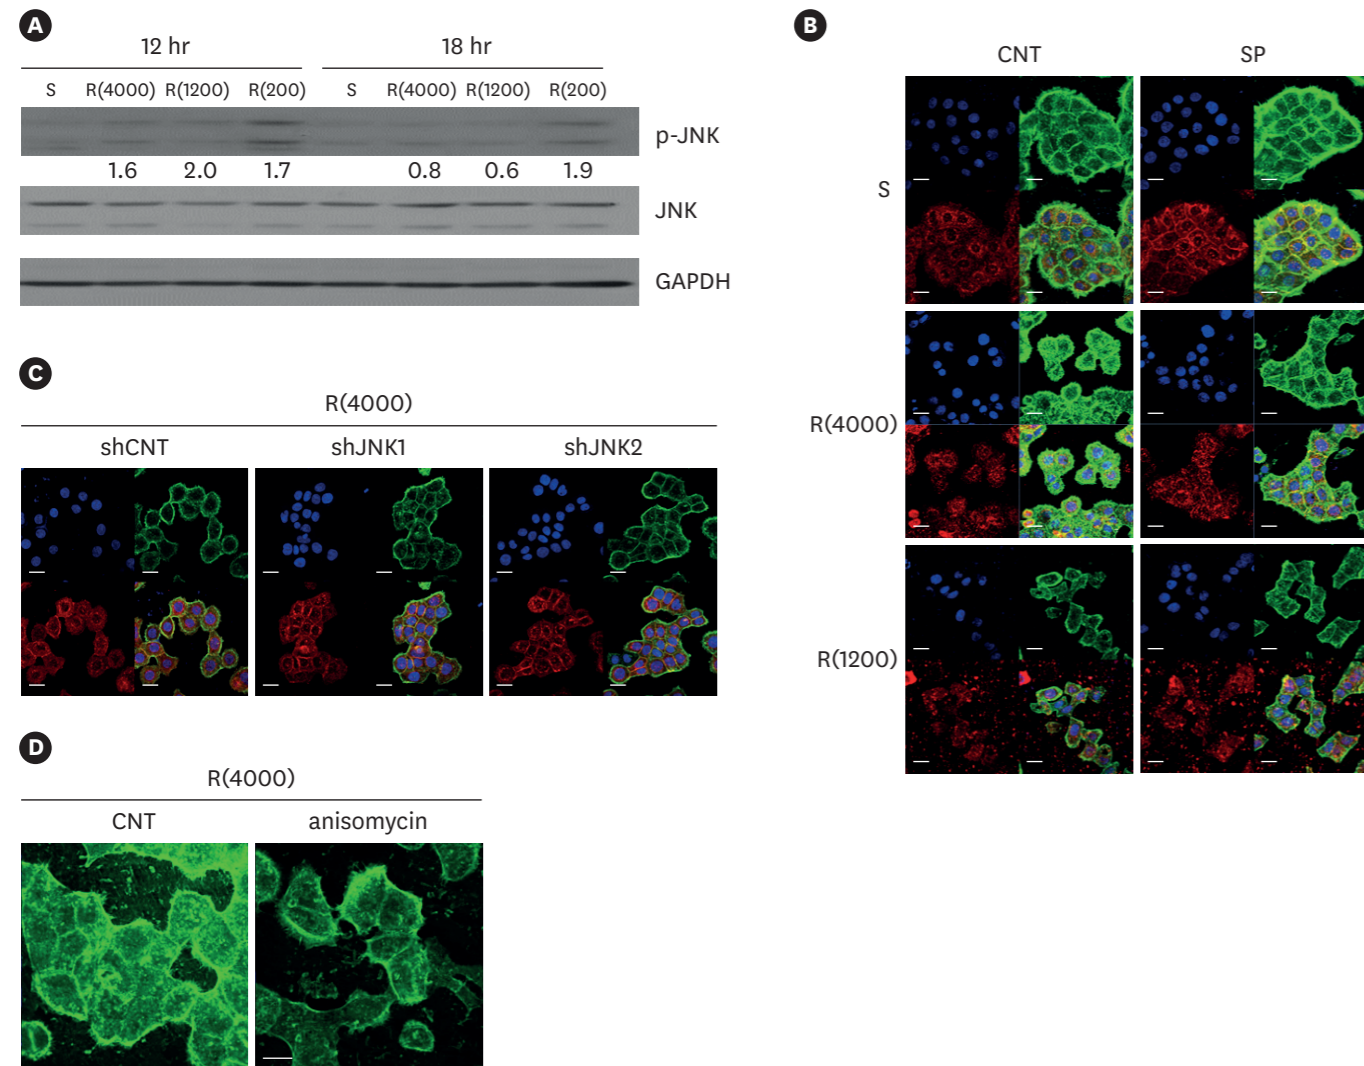 A
12 hr 18 hr
S R(4000) R(1200) R(200) S R(4000) R(1200) R(200)
p-JNK
1.6 2.0 1.7 0.8 0.6 1.9
JNK
GAPDH
B
CNT SP
S
R(4000)
R(1200)
C
R(4000)
shCNT shJNK1 shJNK2
D
R(4000)
CNT anisomycin